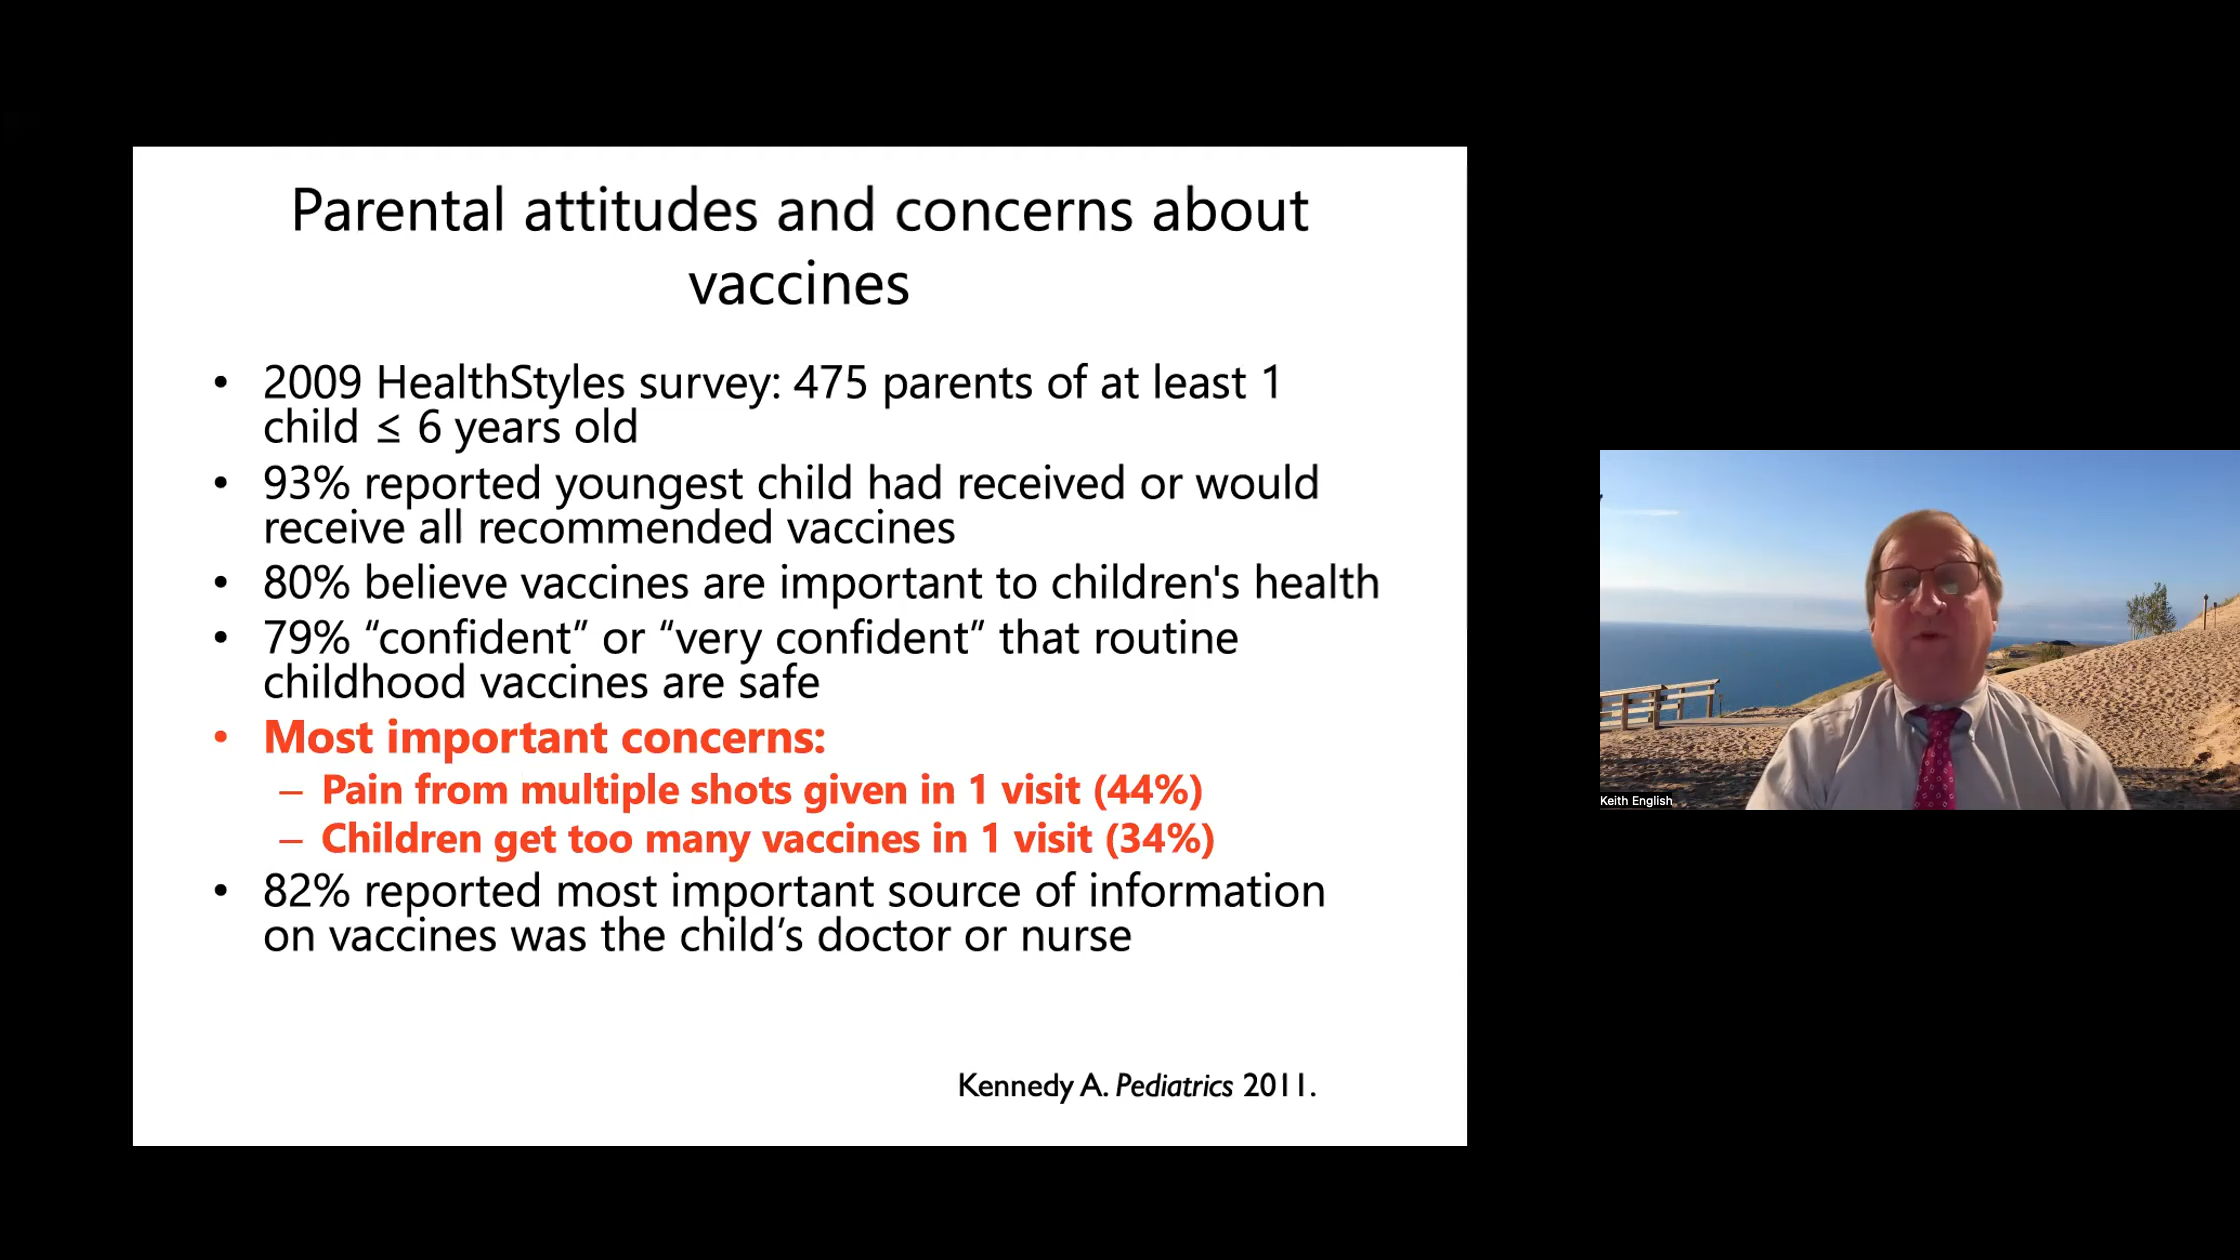 Parental attitudes and concerns about
vaccines
• 2009 HealthStyles survey: 475 parents of at least 1
child ≤ 6 years old
• 93% reported youngest child had received or would
receive all recommended vaccines
• 80% believe vaccines are important to children's health
• 79% “confident” or “very confident” that routine
childhood vaccines are safe
• Most important concerns:
– Pain from multiple shots given in 1 visit (44%)
– Children get too many vaccines in 1 visit (34%)
• 82% reported most important source of information
on vaccines was the child’s doctor or nurse
Kennedy A. Pediatrics 2011.
Keith English